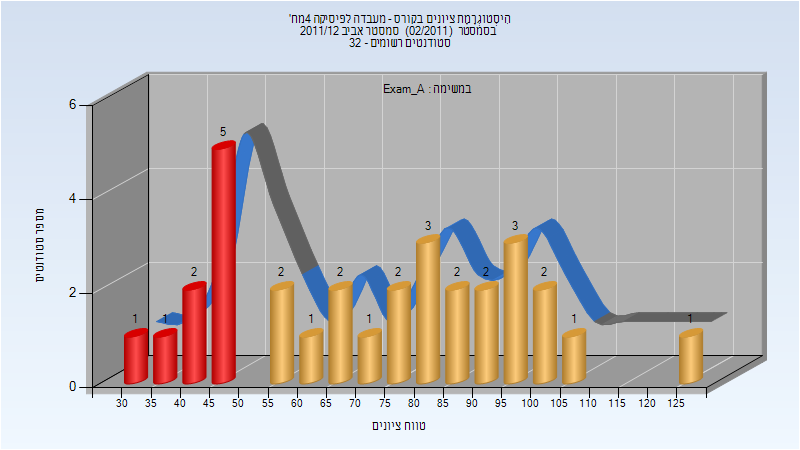 היסטוגרמת ציונים בקורס - מעבדה לפיסיקה 4מח'
בסמסטר (02/2011) סמסטר אביב 2011/12
סטודנטים רשומים - 32
במשימה : Exam_A
מספר סטודנטים
6
4
2
0
1
1
2
5
2
1
2
1
2
3
2
2
3
2
1
1
30 35 40 45 50 55 60 65 70 75 80 85 90 95 100 105 110 115 120 125
טווח ציונים